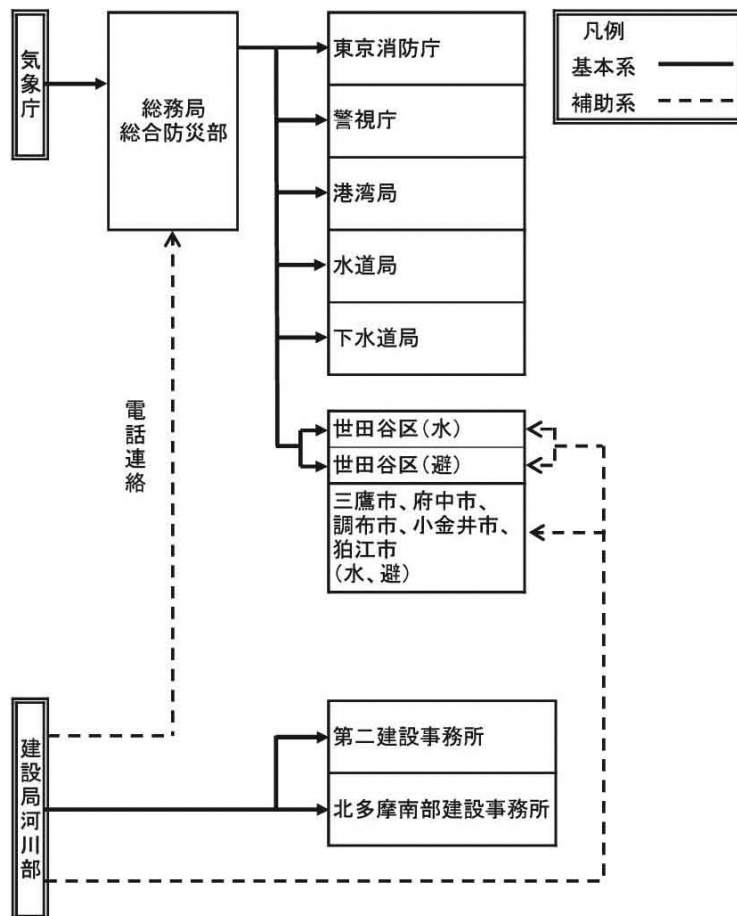 気象庁
総務局
総合防災部
東京消防庁
警視庁
港湾局
水道局
下水道局
凡例
基本系
補助系
電話連絡
世田谷区(水)
世田谷区(避)
三鷹市、府中市、
調布市、小金井市、
狛江市
(水、避)
建設局河川部
第二建設事務所
北多摩南部建設事務所